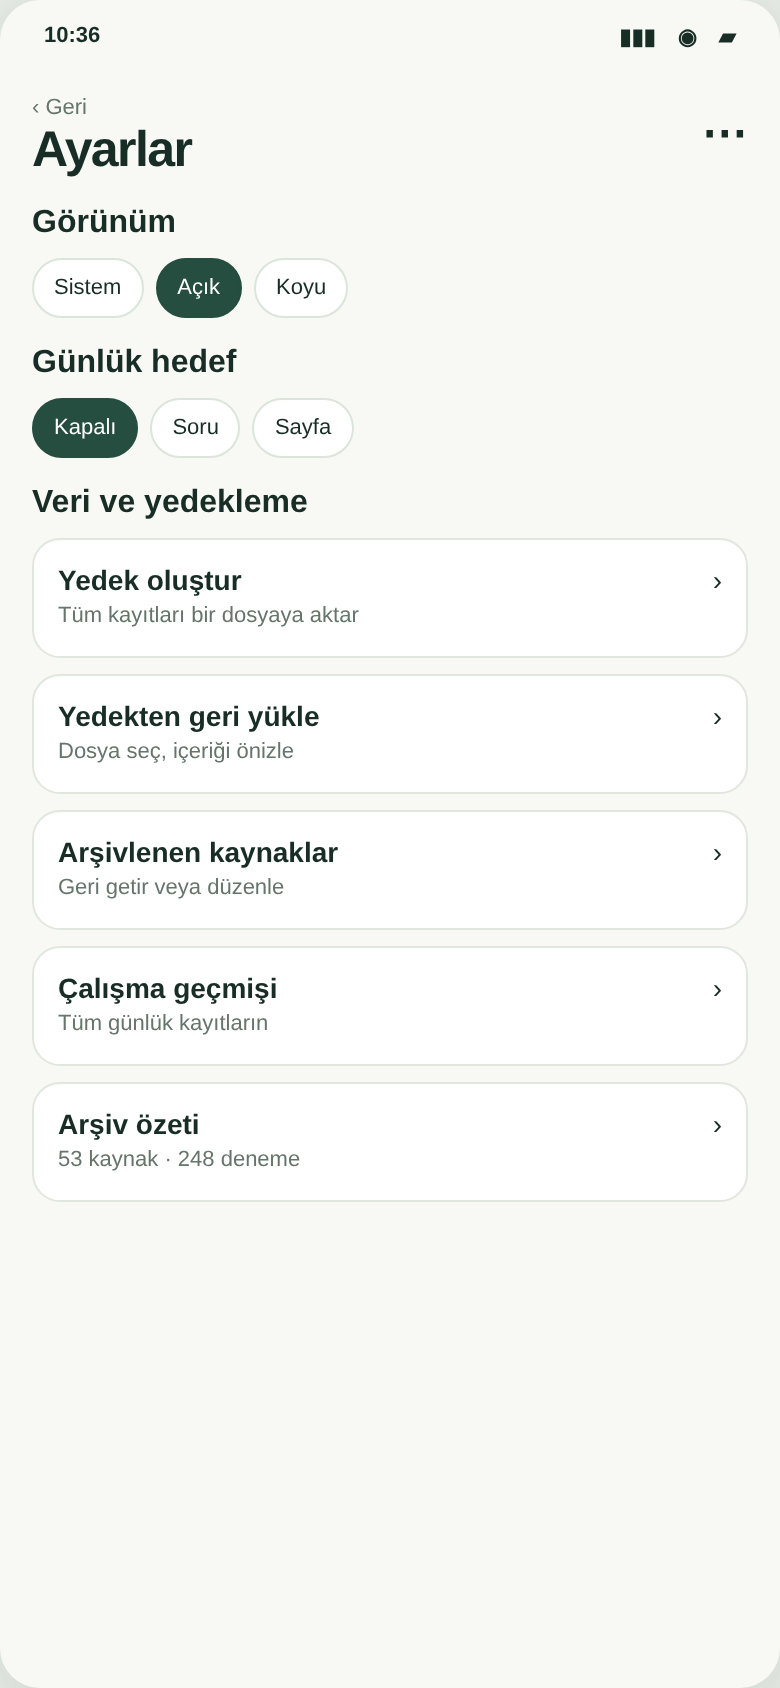 10:36
‹ Geri
Ayarlar
Görünüm
Sistem Açık Koyu
Günlük hedef
Kapalı Soru Sayfa
Veri ve yedekleme
Yedek oluştur ›
Tüm kayıtları bir dosyaya aktar
Yedekten geri yükle ›
Dosya seç, içeriği önizle
Arşivlenen kaynaklar ›
Geri getir veya düzenle
Çalışma geçmişi ›
Tüm günlük kayıtların
Arşiv özeti ›
53 kaynak · 248 deneme